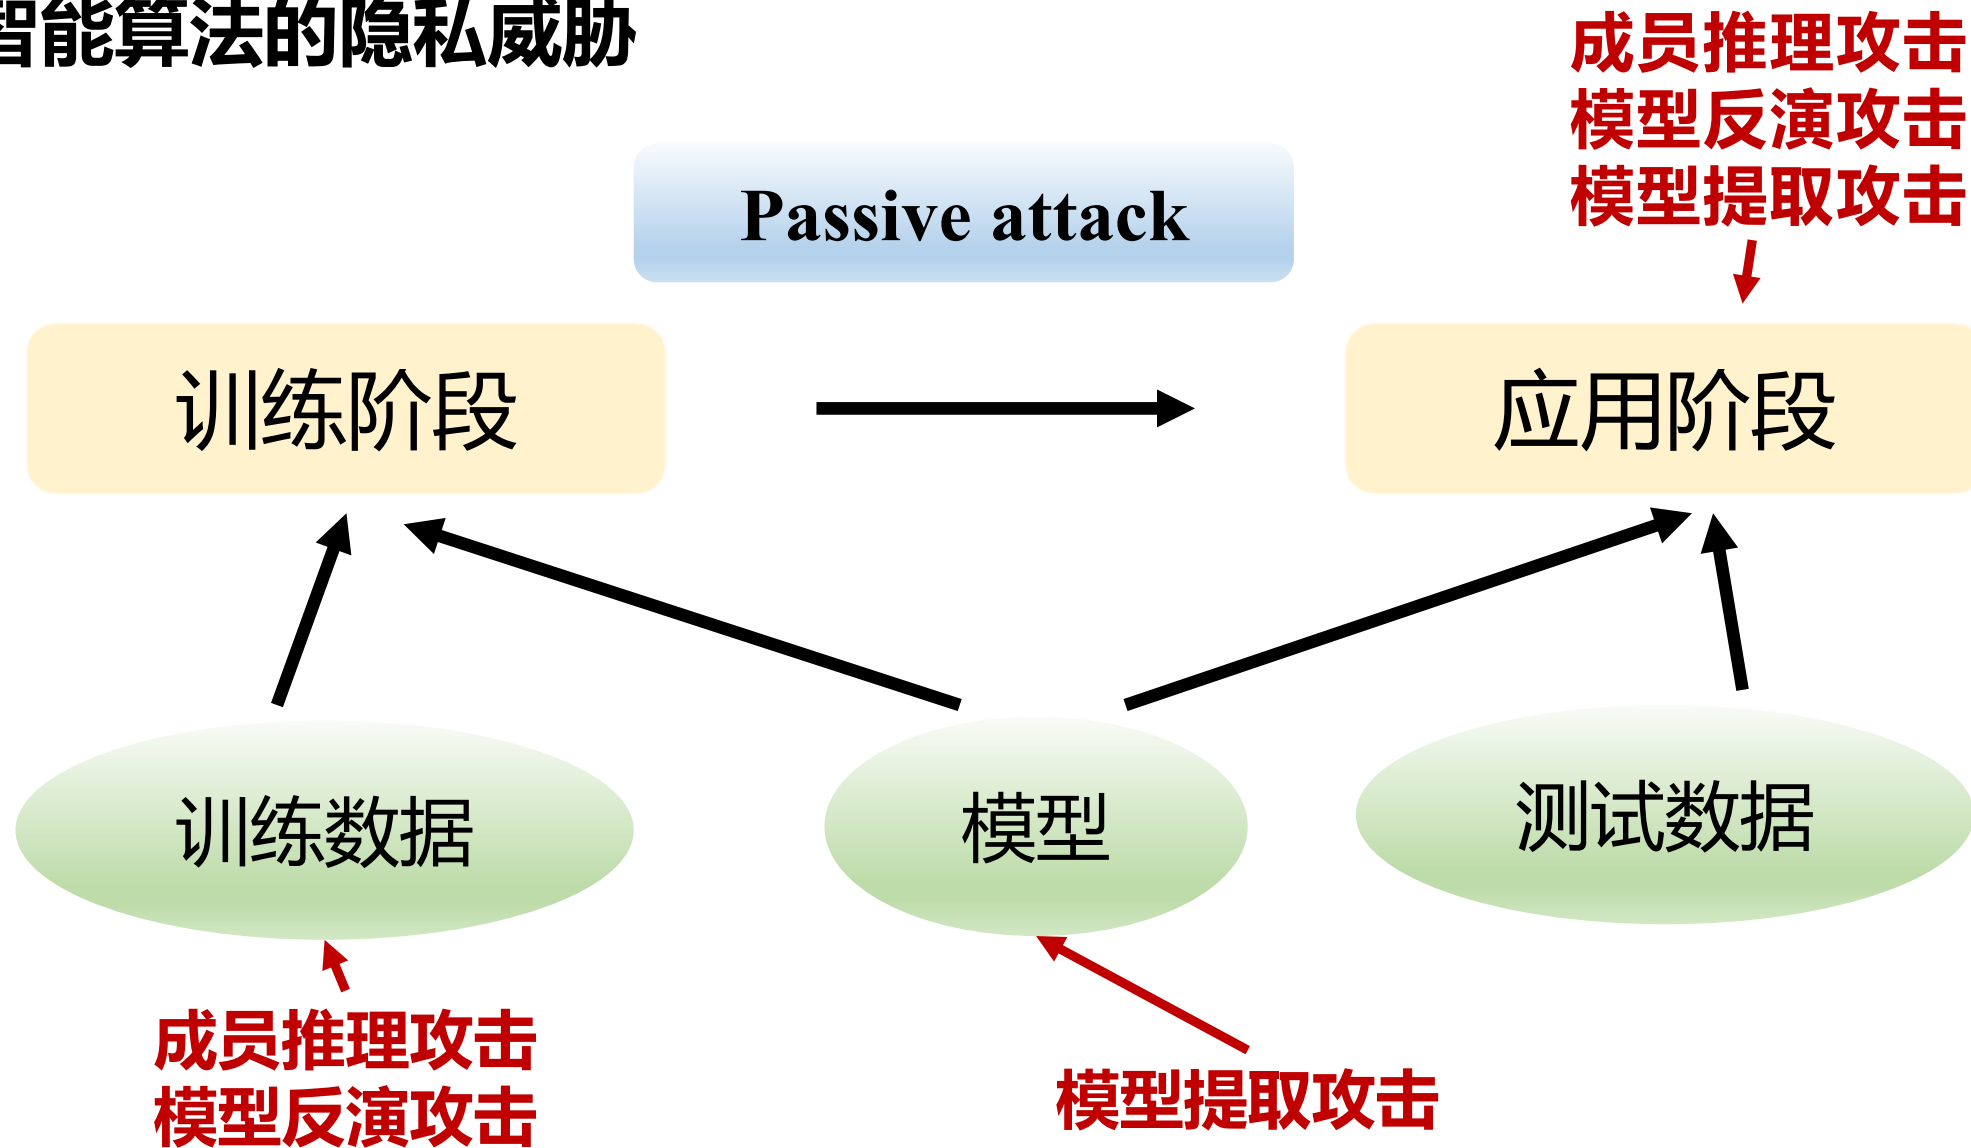 智能算法的隐私威胁
成员推理攻击
模型反演攻击
模型提取攻击
Passive attack
训练阶段
应用阶段
训练数据
模型
测试数据
成员推理攻击
模型反演攻击
模型提取攻击